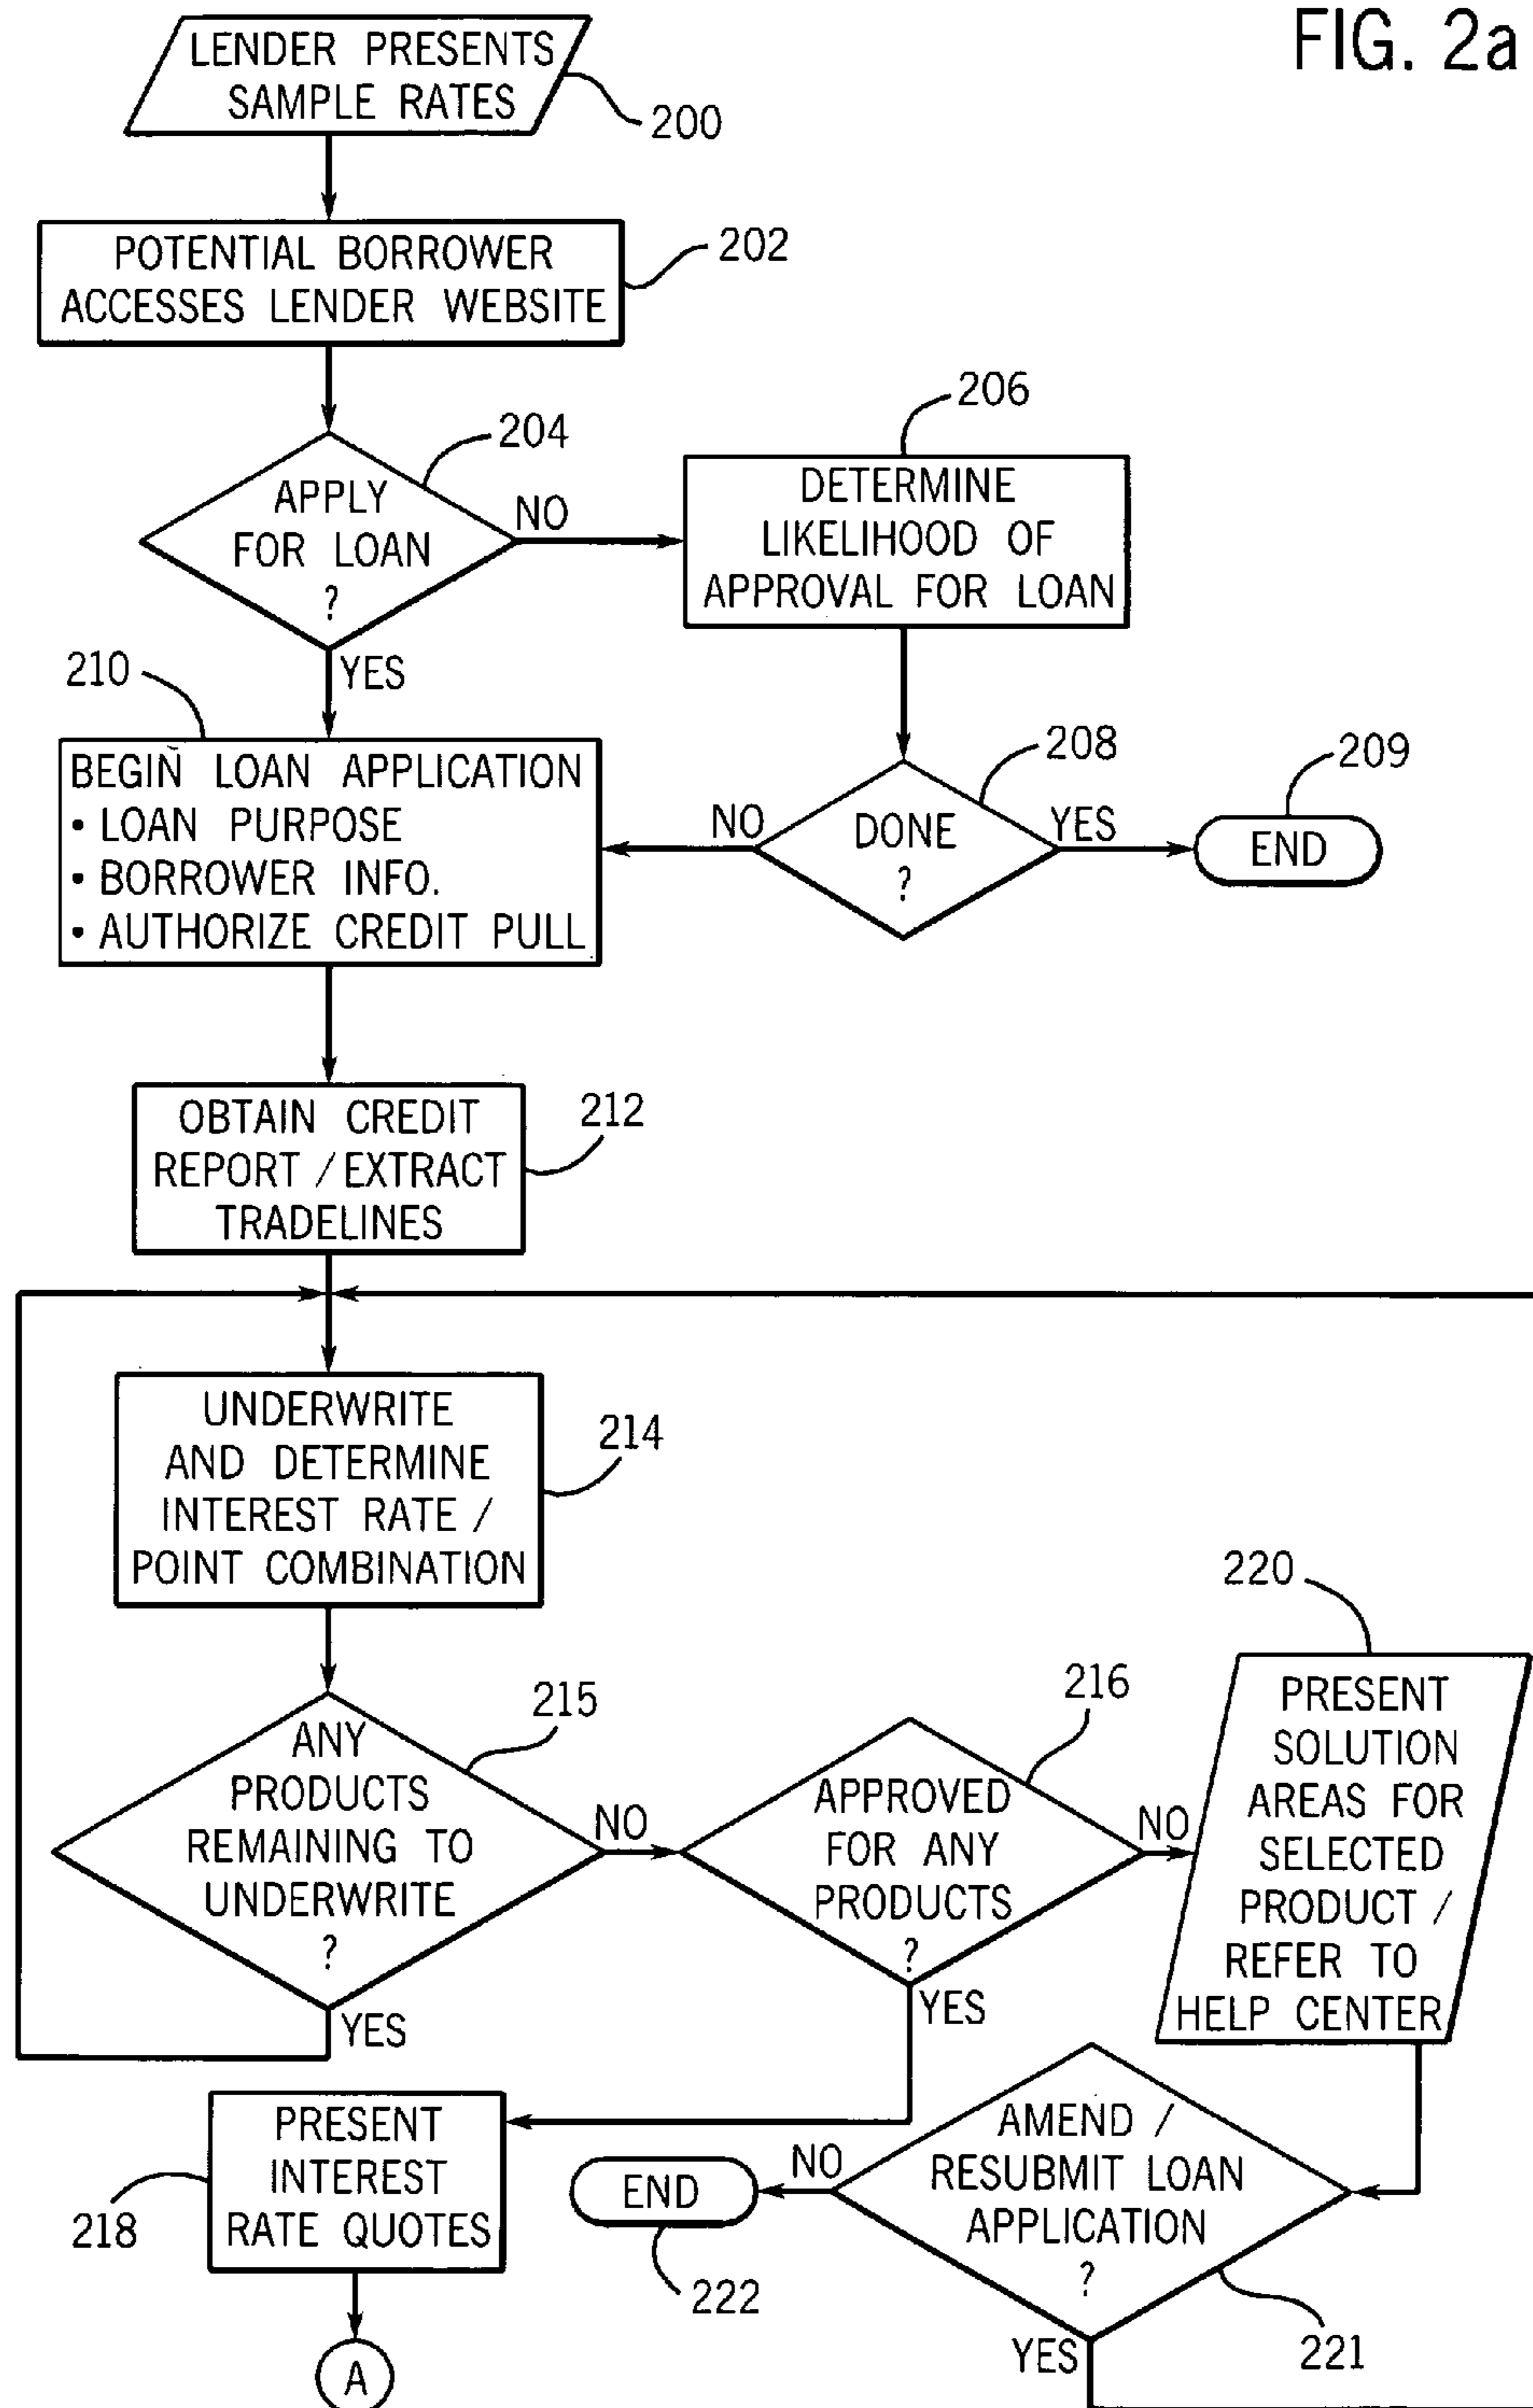 FIG. 2a
LENDER PRESENTS
SAMPLE RATES
200
POTENTIAL BORROWER
ACCESSES LENDER WEBSITE
202
204
APPLY
FOR LOAN
?
NO
YES
206
DETERMINE
LIKELIHOOD OF
APPROVAL FOR LOAN
208
DONE
?
NO
YES
209
END
210
BEGIN LOAN APPLICATION
• LOAN PURPOSE
• BORROWER INFO.
• AUTHORIZE CREDIT PULL
OBTAIN CREDIT
REPORT / EXTRACT
TRADELINES
212
UNDERWRITE
AND DETERMINE
INTEREST RATE /
POINT COMBINATION
214
215
ANY
PRODUCTS
REMAINING TO
UNDERWRITE
?
NO
YES
216
APPROVED
FOR ANY
PRODUCTS
?
NO
YES
220
PRESENT
SOLUTION
AREAS FOR
SELECTED
PRODUCT /
REFER TO
HELP CENTER
PRESENT
INTEREST
RATE QUOTES
218
A
AMEND /
RESUBMIT LOAN
APPLICATION
?
NO
END
222
YES
221